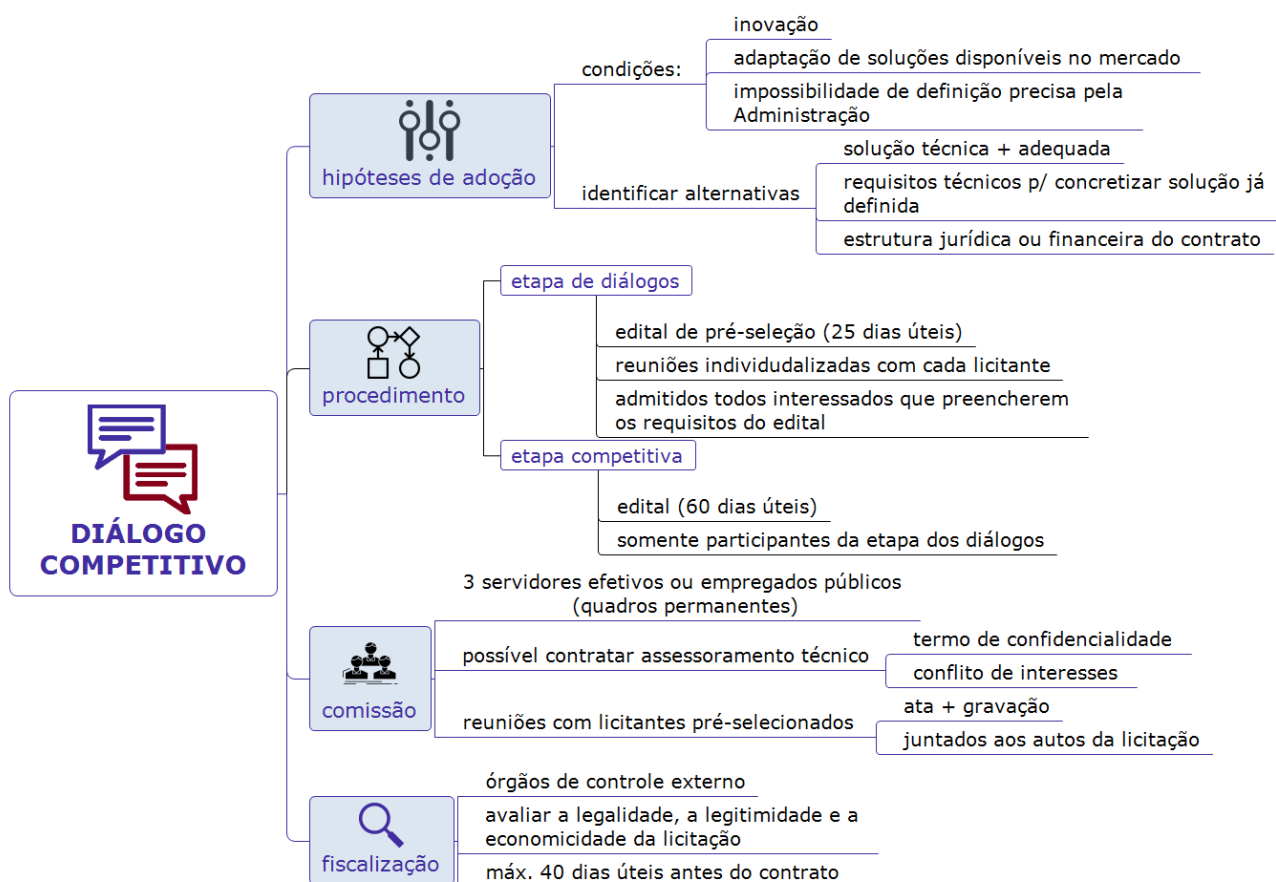 DIÁLOGO
COMPETITIVO
hipóteses de adoção
condições:
inovação
adaptação de soluções disponíveis no mercado
impossibilidade de definição precisa pela
Administração
identificar alternativas
solução técnica + adequada
requisitos técnicos p/ concretizar solução já
definida
estrutura jurídica ou financeira do contrato
procedimento
etapa de diálogos
edital de pré-seleção (25 dias úteis)
reuniões individudalizadas com cada licitante
admitidos todos interessados que preencherem
os requisitos do edital
etapa competitiva
edital (60 dias úteis)
somente participantes da etapa dos diálogos
comissão
3 servidores efetivos ou empregados públicos
(quadros permanentes)
possível contratar assessoramento técnico
termo de confidencialidade
conflito de interesses
reuniões com licitantes pré-selecionados
ata + gravação
juntados aos autos da licitação
fiscalização
órgãos de controle externo
avaliar a legalidade, a legitimidade e a
economicidade da licitação
máx. 40 dias úteis antes do contrato